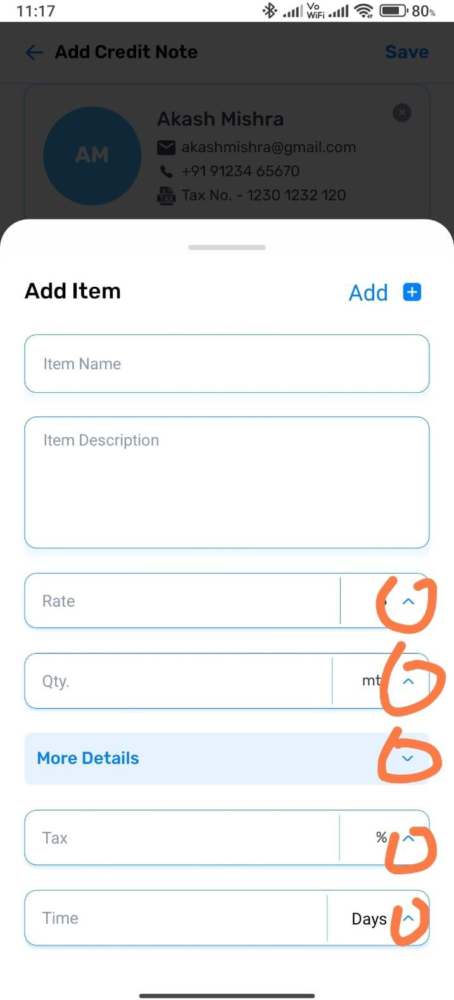 11:17 Vo WiFi 80%
Add Credit Note Save
AM
Akash Mishra
akashmishra@gmail.com
+91 91234 65670
TAX Tax No. - 1230 1232 120
Add Item Add
Item Name
Item Description
Rate
Qty. mt
More Details
Tax %
Time Days